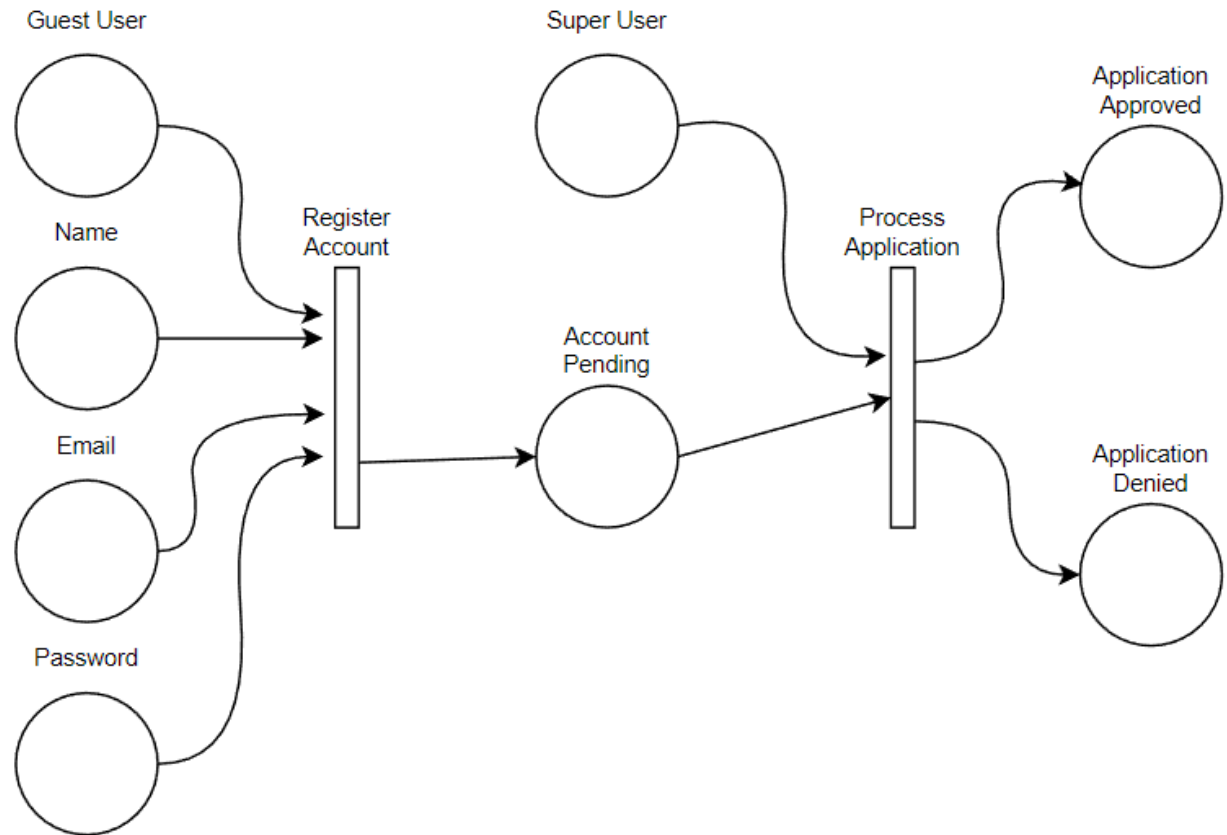 Guest User
Super User
Application
Approved
Name
Register
Account
Process
Application
Account
Pending
Email
Application
Denied
Password